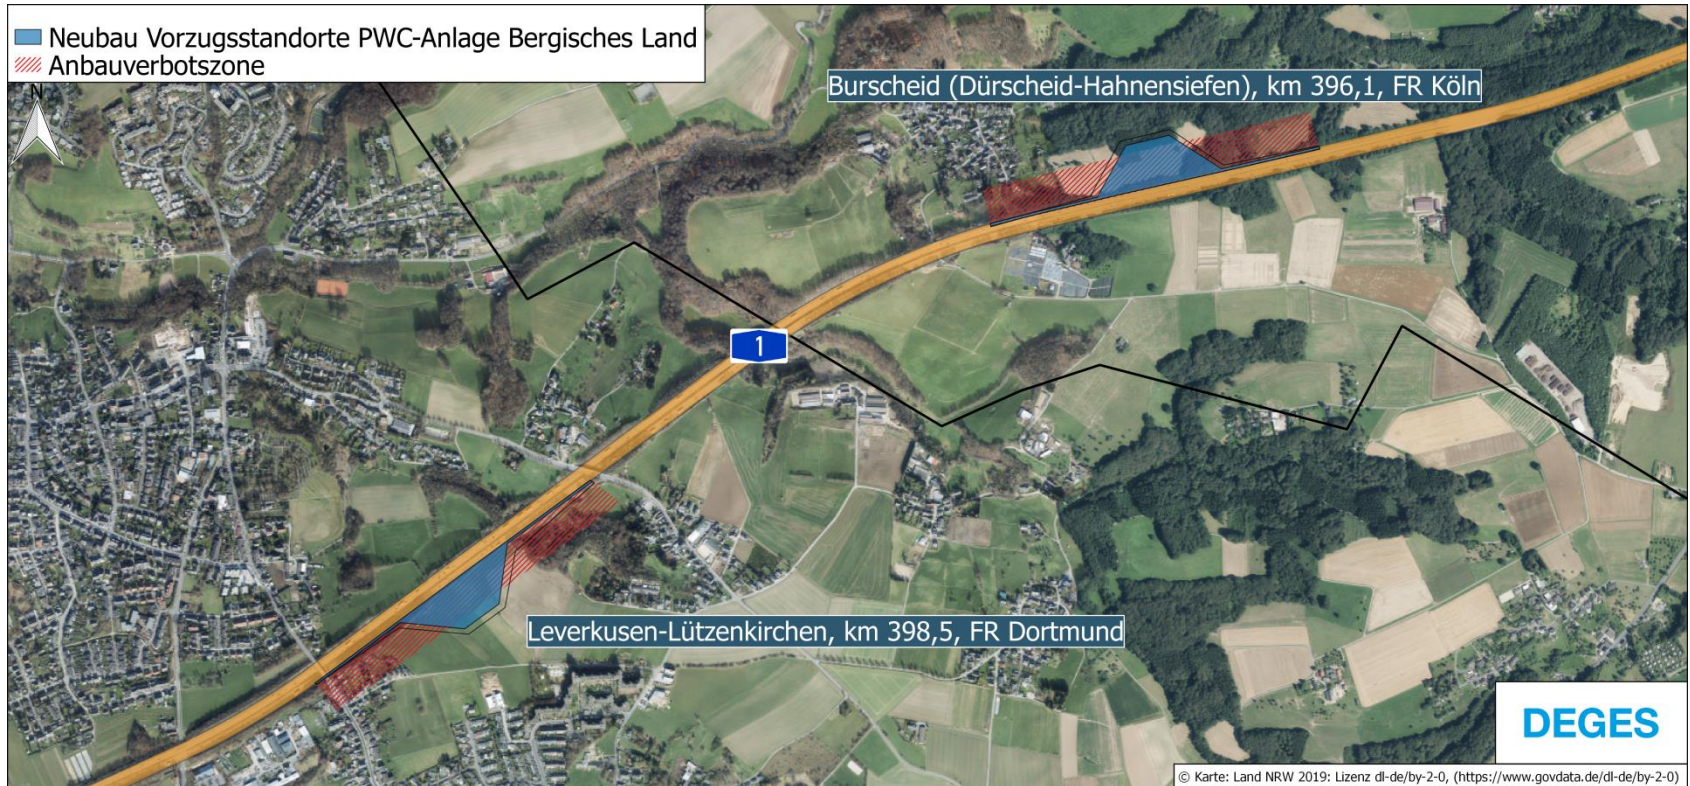 Neubau Vorzugsstandorte PWC-Anlage Bergisches Land
Anbauverbotszone
N
Burscheid (Dürscheid-Hahnensiefen), km 396,1, FR Köln
1
Leverkusen-Lützenkirchen, km 398,5, FR Dortmund
DEGES
© Karte: Land NRW 2019: Lizenz dl-de/by-2-0, (https://www.govdata.de/dl-de/by-2-0)